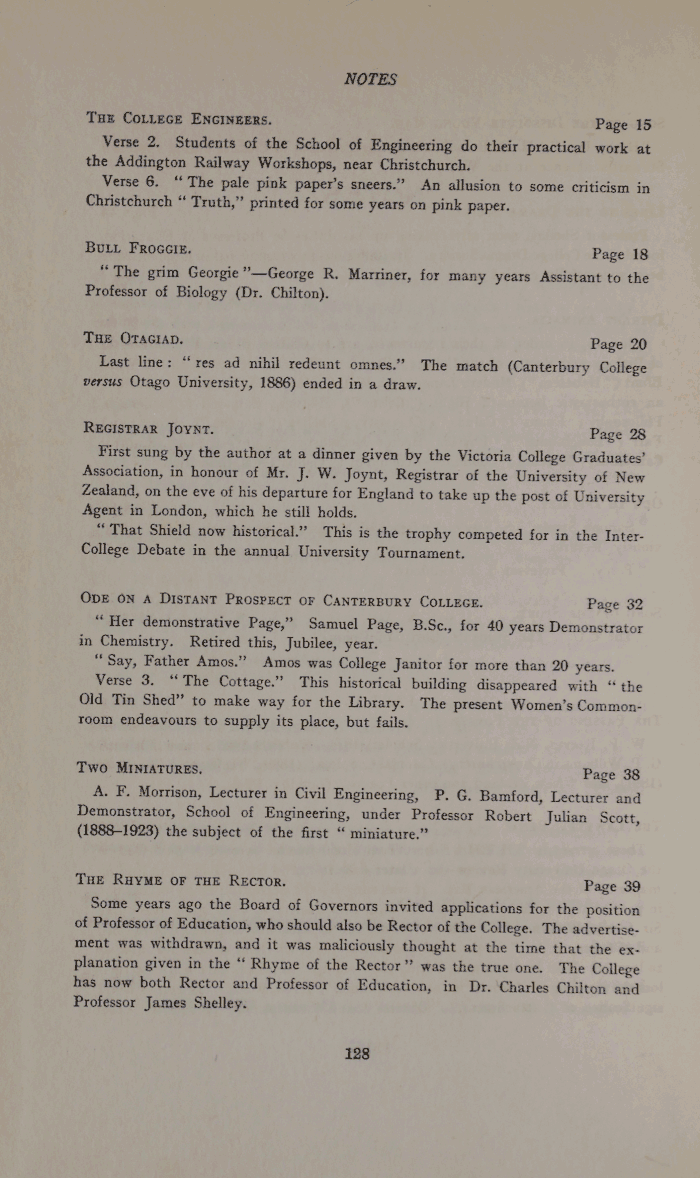 NOTES
THE COLLEGE ENGINEERS. Page 15
Verse 2. Students of the School of Engineering do their practical work at
the Addington Railway Workshops, near Christchurch.
Verse 6. “ The pale pink paper’s sneers.” An allusion to some criticism in
Christchurch “ Truth,” printed for some years on pink paper.
BULL FROGGIE. Page 18
“ The grim Georgie ”—George R. Marriner, for many years Assistant to the
Professor of Biology (Dr. Chilton).
THE OTAGIAD. Page 20
Last line : “ res ad nihil redeunt omnes.” The match (Canterbury College
versus Otago University, 1886) ended in a draw.
REGISTRAR JOYNT. Page 28
First sung by the author at a dinner given by the Victoria College Graduates’
Association, in honour of Mr. J. W. Joynt, Registrar of the University of New
Zealand, on the eve of his departure for England to take up the post of University
Agent in London, which he still holds.
“ That Shield now historical.” This is the trophy competed for in the Inter-
College Debate in the annual University Tournament.
ODE ON A DISTANT PROSPECT OF CANTERBURY COLLEGE. Page 32
“ Her demonstrative Page,” Samuel Page, B.Sc., for 40 years Demonstrator
in Chemistry. Retired this, Jubilee, year.
“ Say, Father Amos.” Amos was College Janitor for more than 20 years.
Verse 3. “ The Cottage.” This historical building disappeared with “ the
Old Tin Shed” to make way for the Library. The present Women’s Common-
room endeavours to supply its place, but fails.
TWO MINIATURES. Page 38
A. F. Morrison, Lecturer in Civil Engineering, P. G. Bamford, Lecturer and
Demonstrator, School of Engineering, under Professor Robert Julian Scott,
(1888–1923) the subject of the first “ miniature.”
THE RHYME OF THE RECTOR. Page 39
Some years ago the Board of Governors invited applications for the position
of Professor of Education, who should also be Rector of the College. The advertise-
ment was withdrawn, and it was maliciously thought at the time that the ex-
planation given in the “ Rhyme of the Rector ” was the true one. The College
has now both Rector and Professor of Education, in Dr. Charles Chilton and
Professor James Shelley.
128